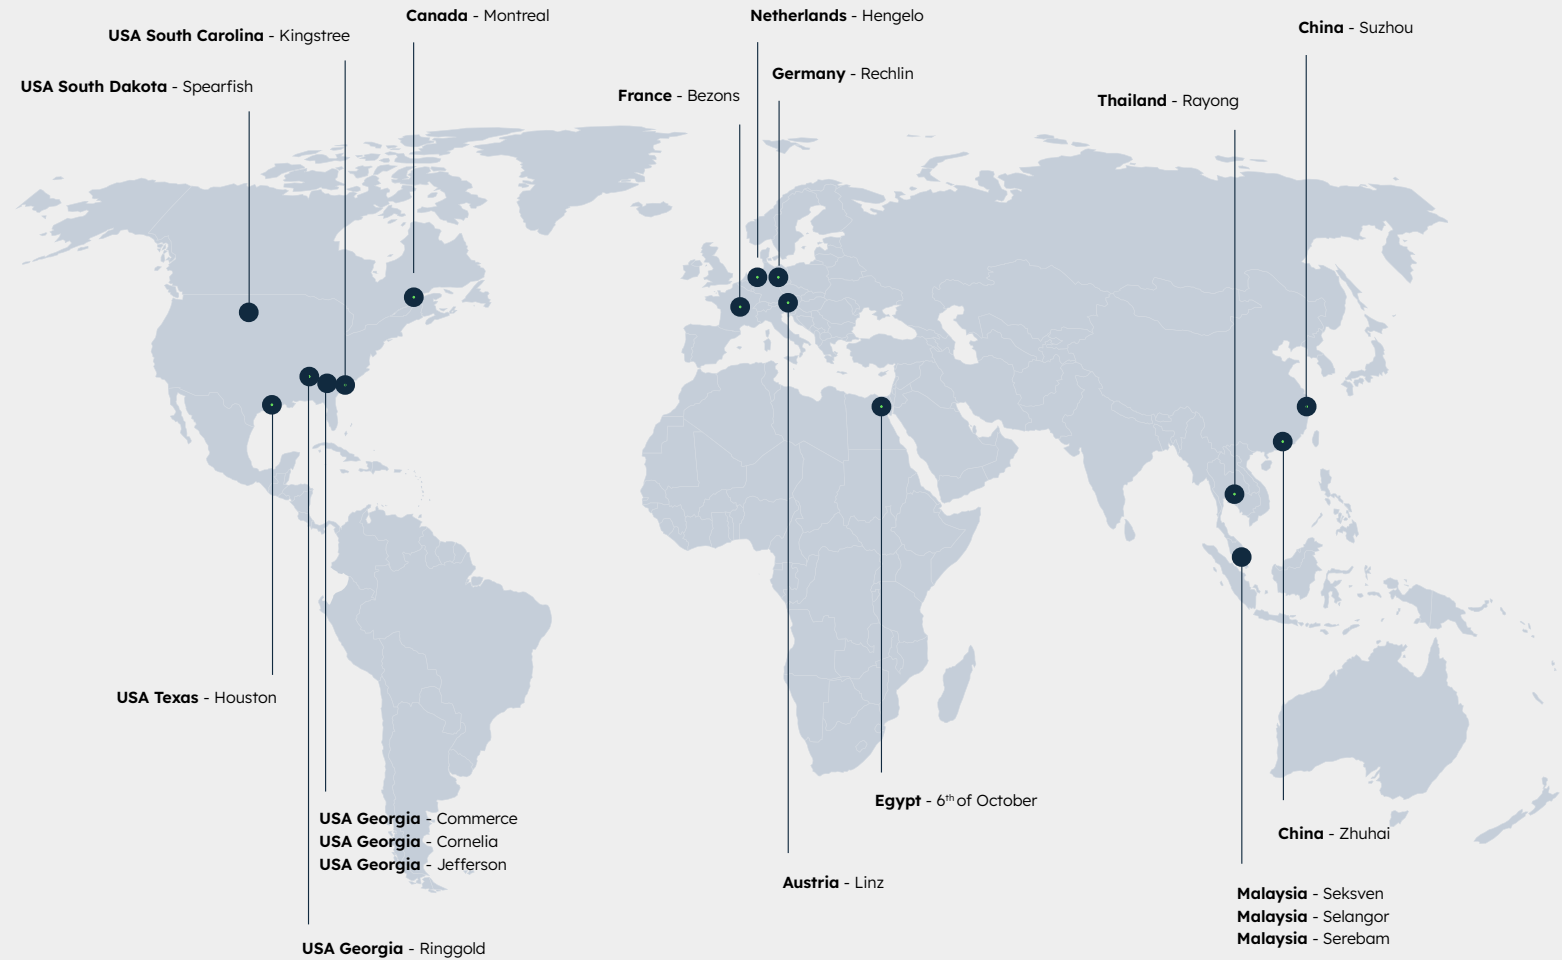 Canada - Montreal
Netherlands - Hengelo
China - Suzhou
USA South Carolina - Kingstree
Germany - Rechlin
USA South Dakota - Spearfish
France - Bezons
Thailand - Rayong
USA Texas - Houston
Egypt - 6th of October
USA Georgia - Commerce
USA Georgia - Cornelia
USA Georgia - Jefferson
China - Zhuhai
Austria - Linz
Malaysia - Seksven
Malaysia - Selangor
Malaysia - Serebam
USA Georgia - Ringgold